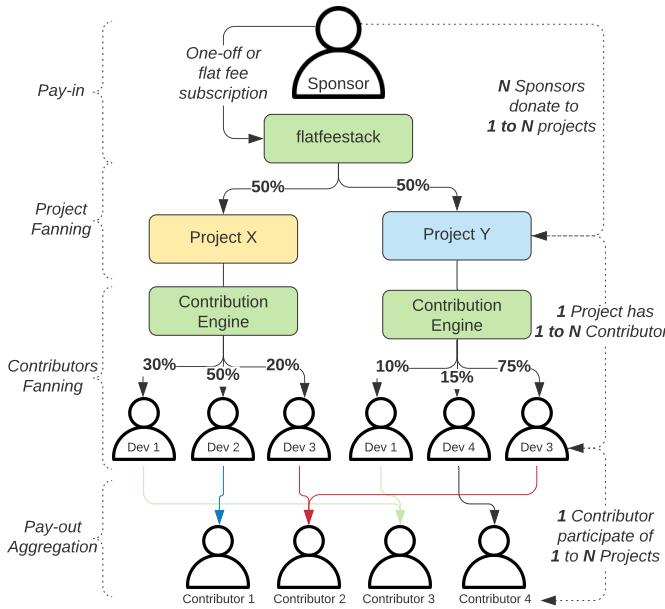 One-off or
flat fee
subscription
Sponsor
Pay-in
N Sponsors
donate to
1 to N projects
flatfeestack
50%
50%
Project
Fanning
Project X
Project Y
Contribution
Engine
Contribution
Engine
1 Project has
1 to N Contributor
Contributors
Fanning
30%
50%
20%
10%
15%
75%
Dev 1
Dev 2
Dev 3
Dev 1
Dev 4
Dev 3
Pay-out
Aggregation
1 Contributor
participate of
1 to N Projects
Contributor 1
Contributor 2
Contributor 3
Contributor 4